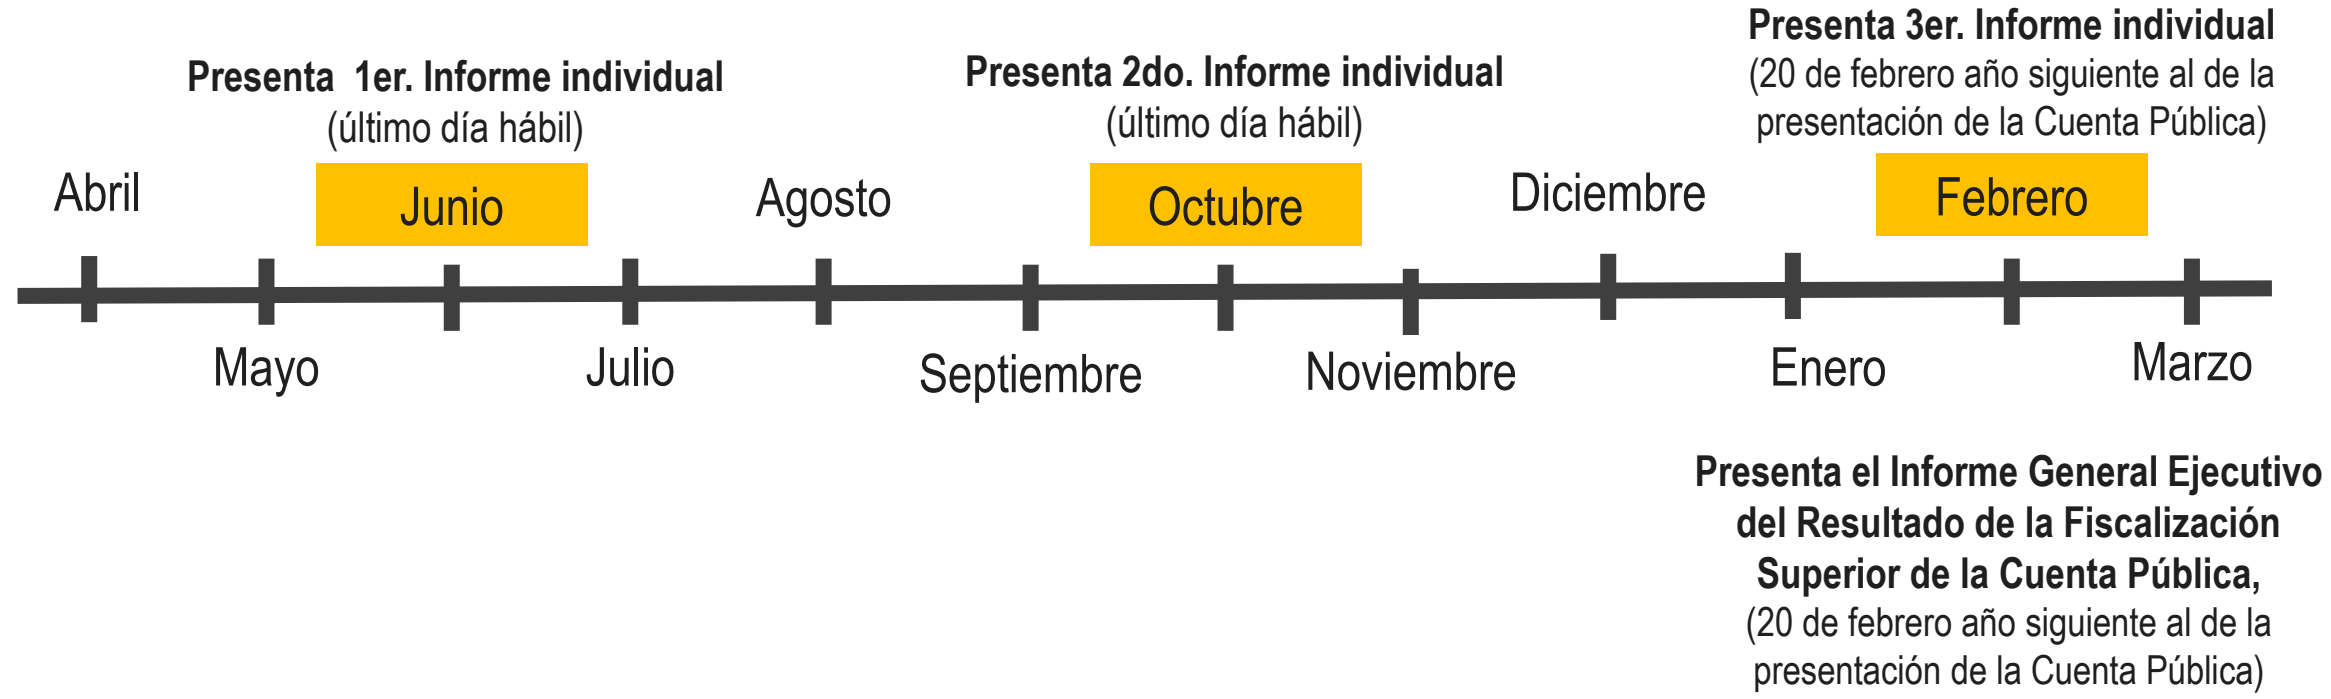 Presenta 1er. Informe individual
(último día hábil)
Presenta 2do. Informe individual
(último día hábil)
Presenta 3er. Informe individual
(20 de febrero año siguiente al de la
presentación de la Cuenta Pública)
Abril
Junio
Agosto
Octubre
Diciembre
Febrero
Mayo
Julio
Septiembre
Noviembre
Enero
Marzo
Presenta el Informe General Ejecutivo
del Resultado de la Fiscalización
Superior de la Cuenta Pública,
(20 de febrero año siguiente al de la
presentación de la Cuenta Pública)